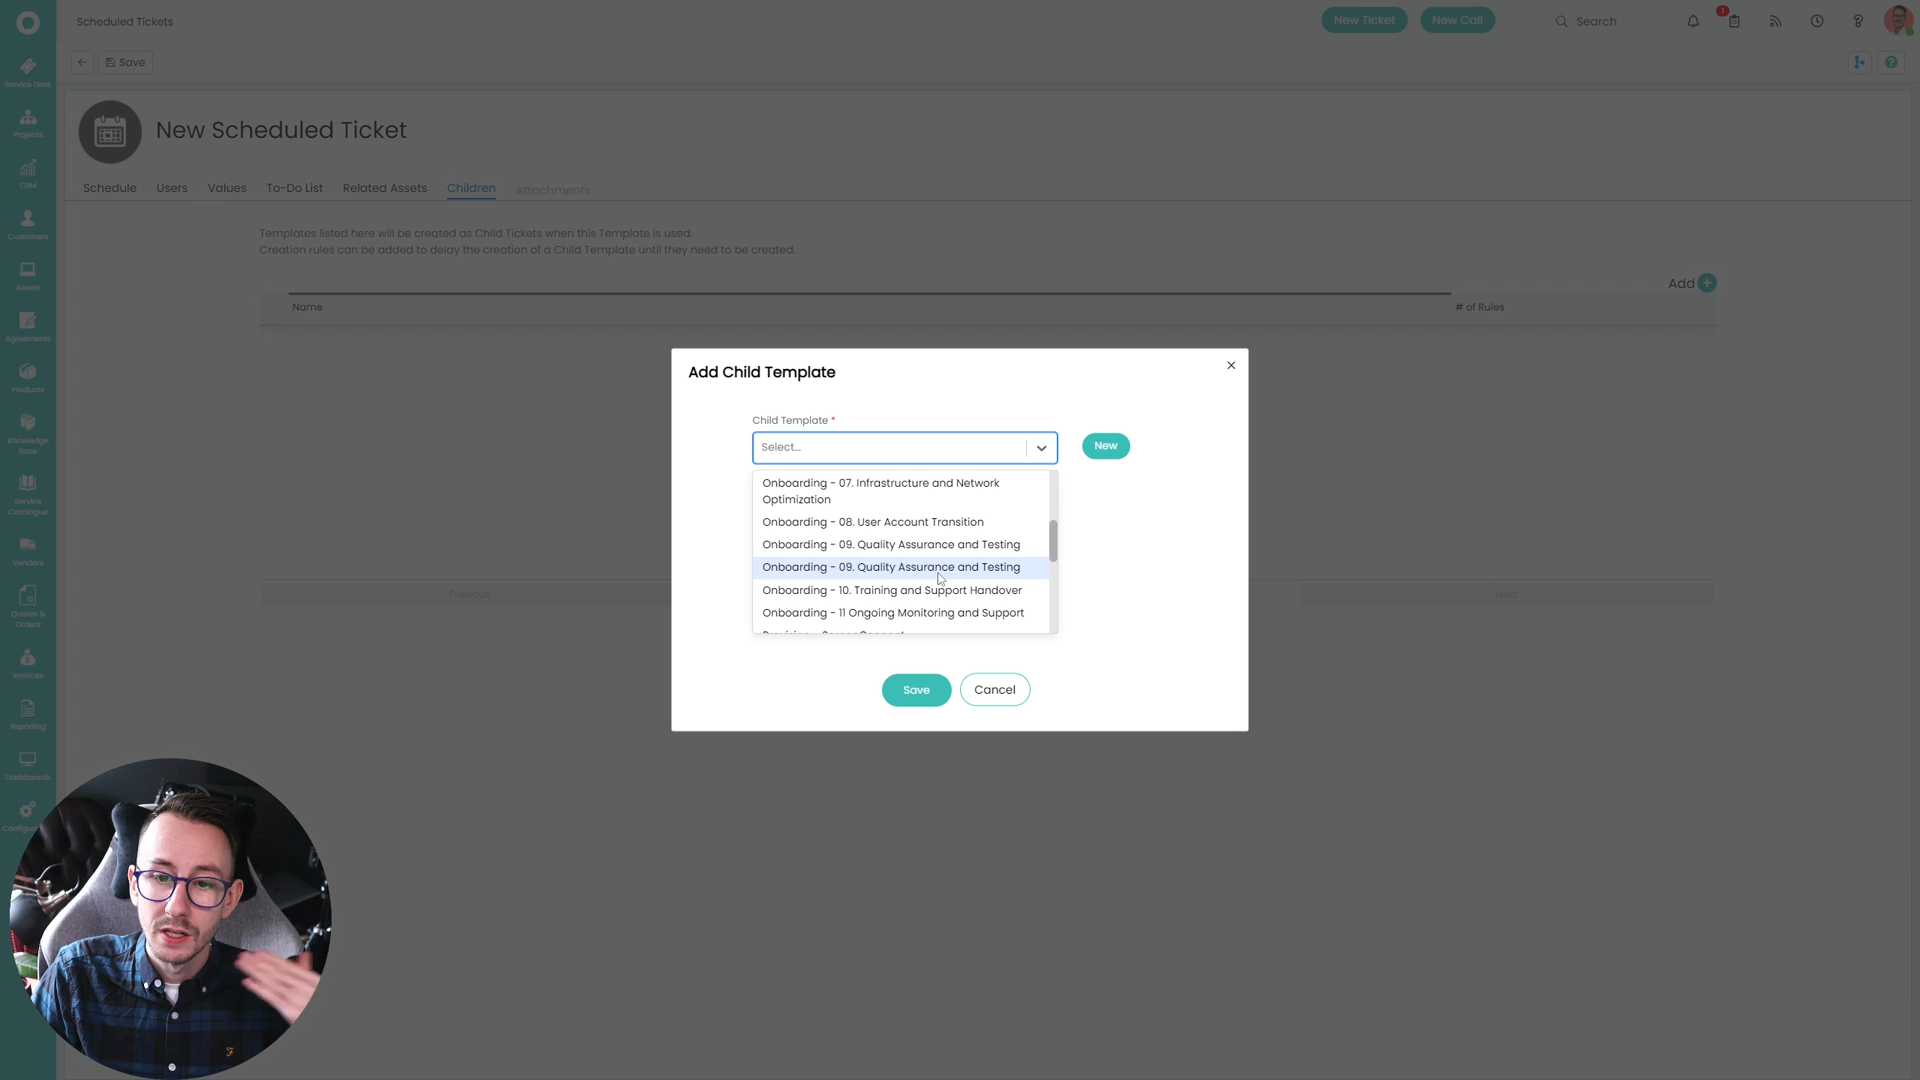 Scheduled Tickets
New Ticket
New Call
Search
!
Save
Service Desk
Projects
CRM
Customers
Assets
Agreements
Products
Knowledge
Base
Service
Catalogue
Vendors
Quotes &
Orders
Invoices
Reporting
Dashboards
New Scheduled Ticket
Schedule
Users
Values
To-Do List
Related Assets
Children
Attachments
Templates listed here will be created as Child Tickets when this Template is used.
Creation rules can be added to delay the creation of a Child Template until they need to be created.
Add
Name
# of Rules
Add Child Template
Child Template *
Select...
New
Onboarding - 07. Infrastructure and Network
Optimization
Onboarding - 08. User Account Transition
Onboarding - 09. Quality Assurance and Testing
Onboarding - 09. Quality Assurance and Testing
Onboarding - 10. Training and Support Handover
Onboarding - 11 Ongoing Monitoring and Support
Previous
Next
Save
Cancel